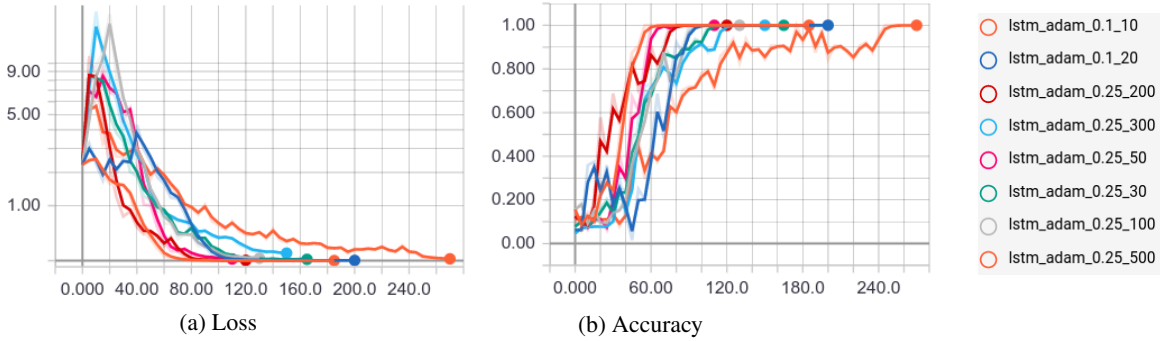 9.00
5.00
1.00
0.000 40.00 80.00 120.0 160.0 200.0 240.0
(a) Loss
1.00
0.800
0.600
0.400
0.200
0.00
0.000 60.00 120.0 180.0 240.0
(b) Accuracy
lstm_adam_0.1_10
lstm_adam_0.1_20
lstm_adam_0.25_200
lstm_adam_0.25_300
lstm_adam_0.25_50
lstm_adam_0.25_30
lstm_adam_0.25_100
lstm_adam_0.25_500